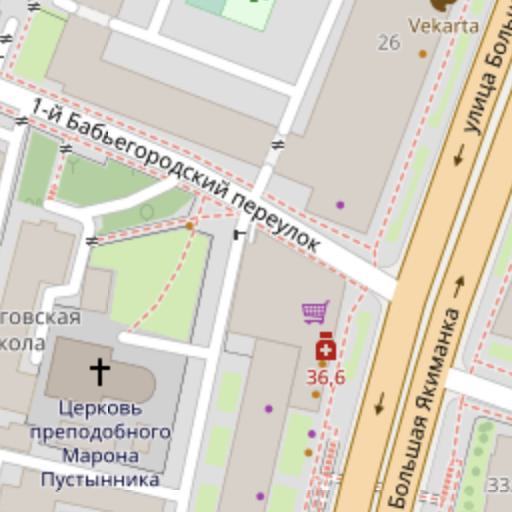 Vekarta
26
улица Боль
1-й Бабьегородский переулок
говская
кола
36,6
Большая Якиманка
Церковь
преподобного
Марона
Пустынника
33